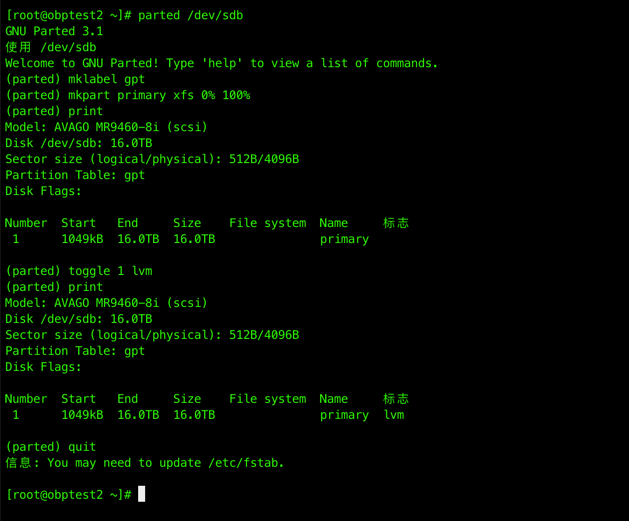 [root@obptest2 ~]# parted /dev/sdb
GNU Parted 3.1
使用 /dev/sdb
Welcome to GNU Parted! Type 'help' to view a list of commands.
(parted) mklabel gpt
(parted) mkpart primary xfs 0% 100%
(parted) print
Model: AVAGO MR9460-8i (scsi)
Disk /dev/sdb: 16.0TB
Sector size (logical/physical): 512B/4096B
Partition Table: gpt
Disk Flags:
Number  Start   End     Size    File system  Name     标志
 1      1049kB  16.0TB  16.0TB               primary
(parted) toggle 1 lvm
(parted) print
Model: AVAGO MR9460-8i (scsi)
Disk /dev/sdb: 16.0TB
Sector size (logical/physical): 512B/4096B
Partition Table: gpt
Disk Flags:
Number  Start   End     Size    File system  Name     标志
 1      1049kB  16.0TB  16.0TB               primary  lvm
(parted) quit
信息: You may need to update /etc/fstab.
[root@obptest2 ~]#